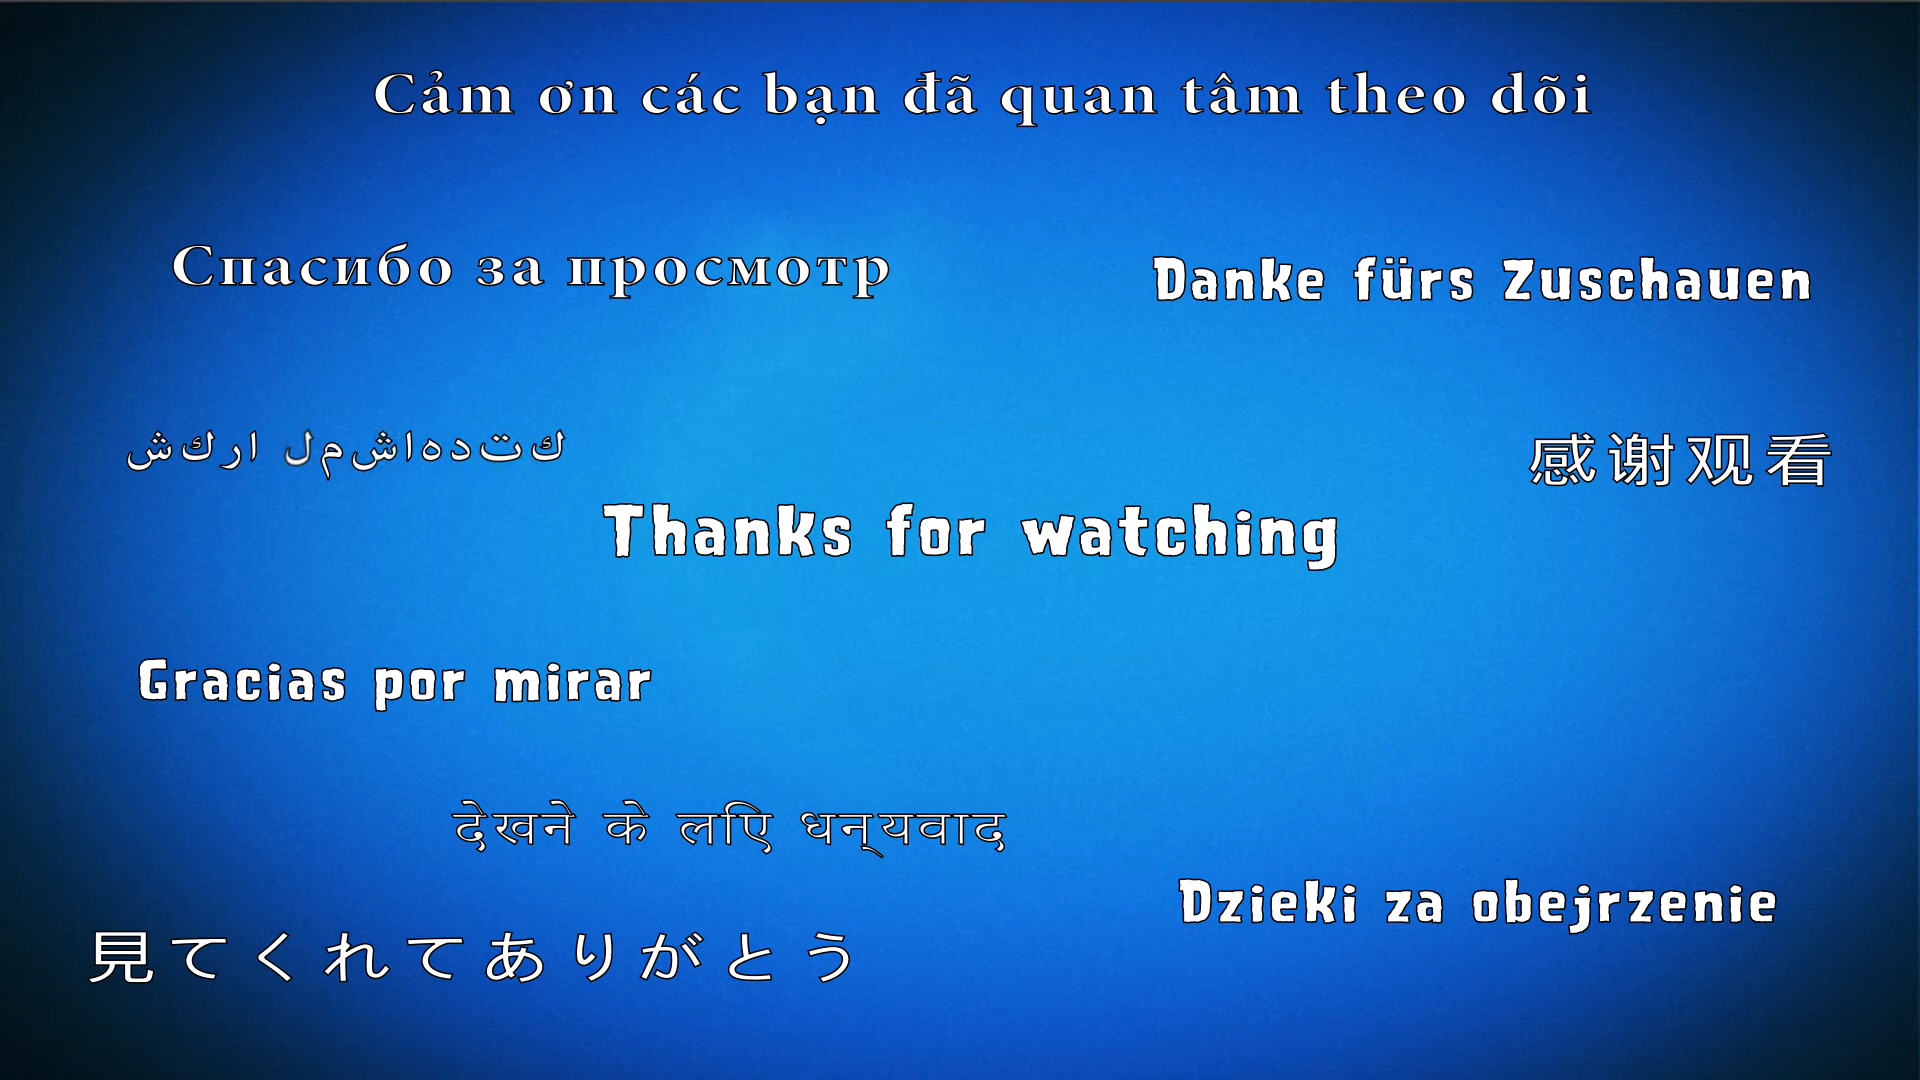 Cảm ơn các bạn đã quan tâm theo dõi
Спасибо за просмотр
Danke fürs Zuschauen
شكرا لمشاهدتك
感谢观看
Thanks for watching
Gracias por mirar
देखने के लिए धन्यवाद
Dzieki za obejrzenie
見てくれてありがとう